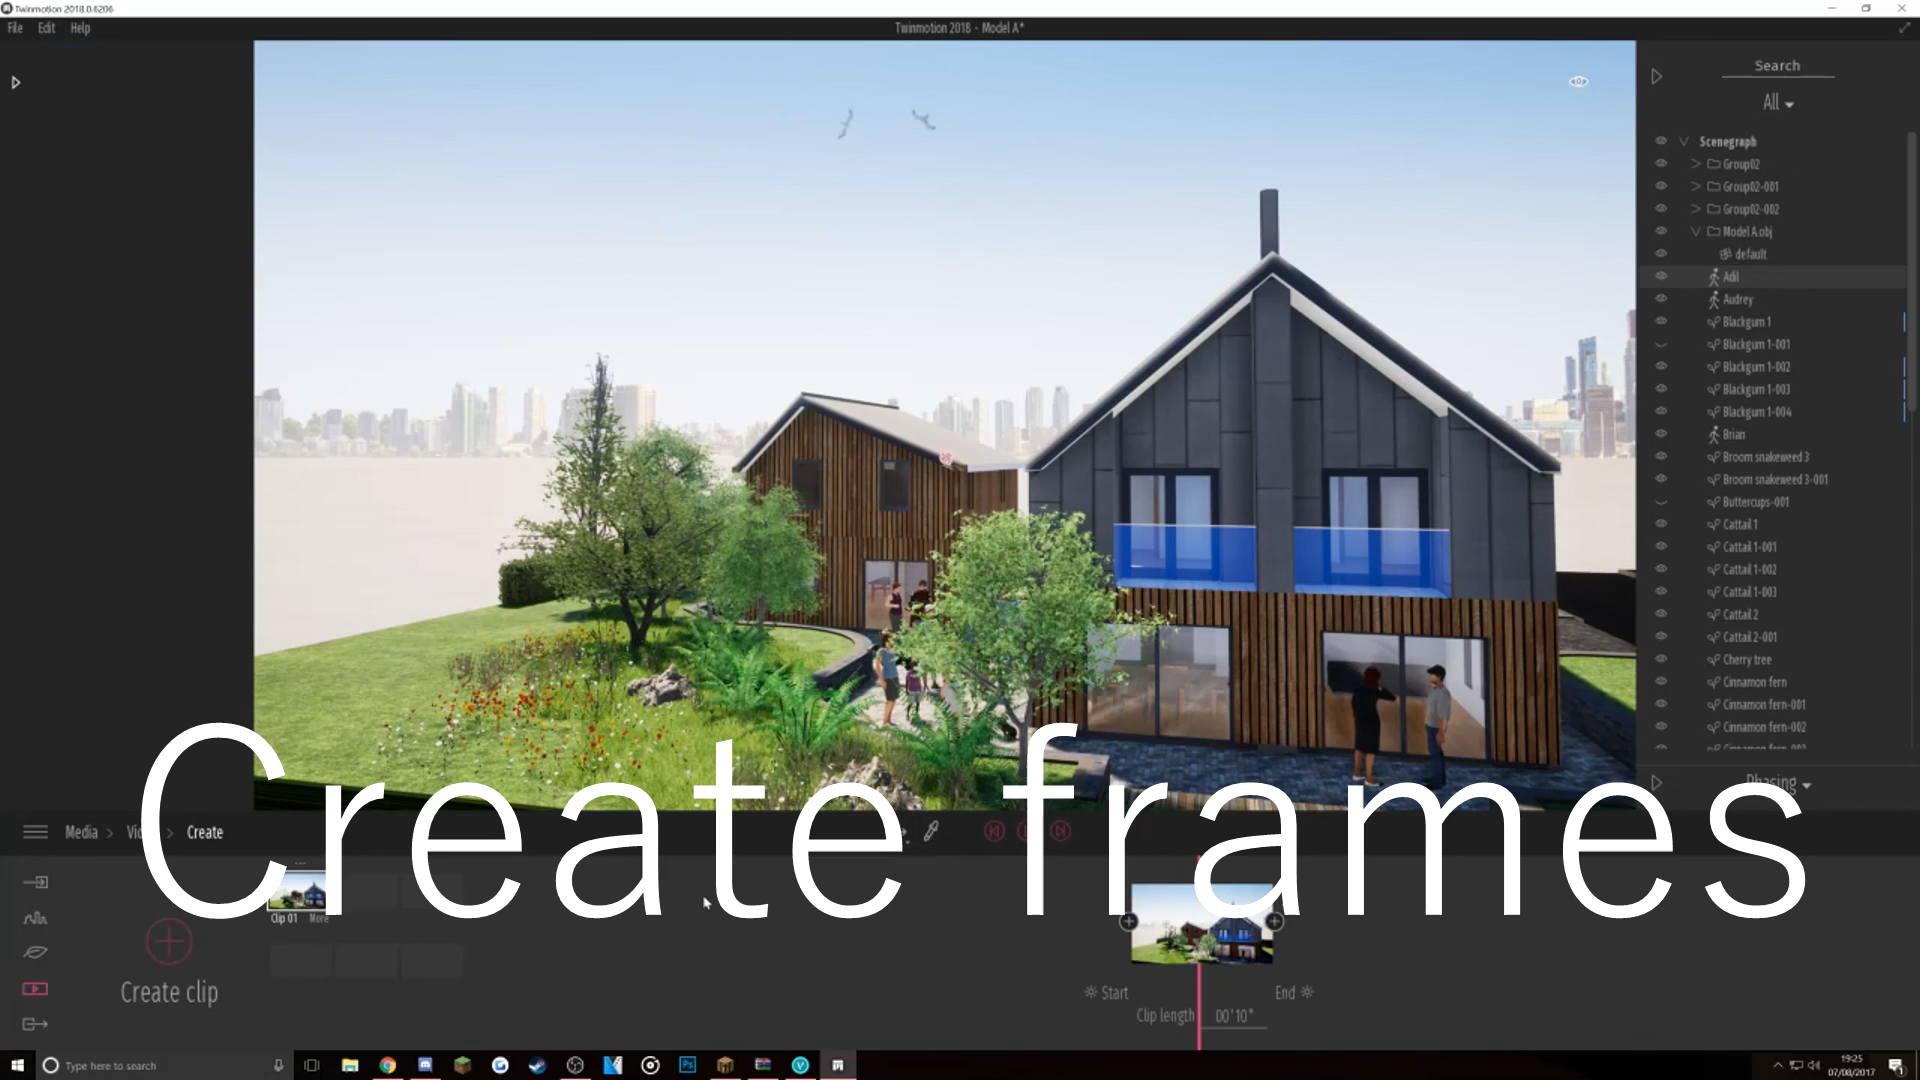 Twinmotion 2018.0.6206
File Edit Help
Twinmotion 2018 - Model A*
Search
All
Scenegraph
Group02
Group02-001
Group02-002
Model A.obj
default
Adil
Audrey
Blackgum 1
Blackgum 1-001
Blackgum 1-002
Blackgum 1-003
Blackgum 1-004
Brian
Broom snakeweed 3
Broom snakeweed 3-001
Buttercups-001
Cattail 1
Cattail 1-001
Cattail 1-002
Cattail 1-003
Cattail 2
Cattail 2-001
Cherry tree
Cinnamon fern
Cinnamon fern-001
Cinnamon fern-002
Phasing
Create frames
Media > > Create
Clip 01 More
Create clip
Start End
Clip length 00'10"
Type here to search
Ps
19:25
07/08/2017